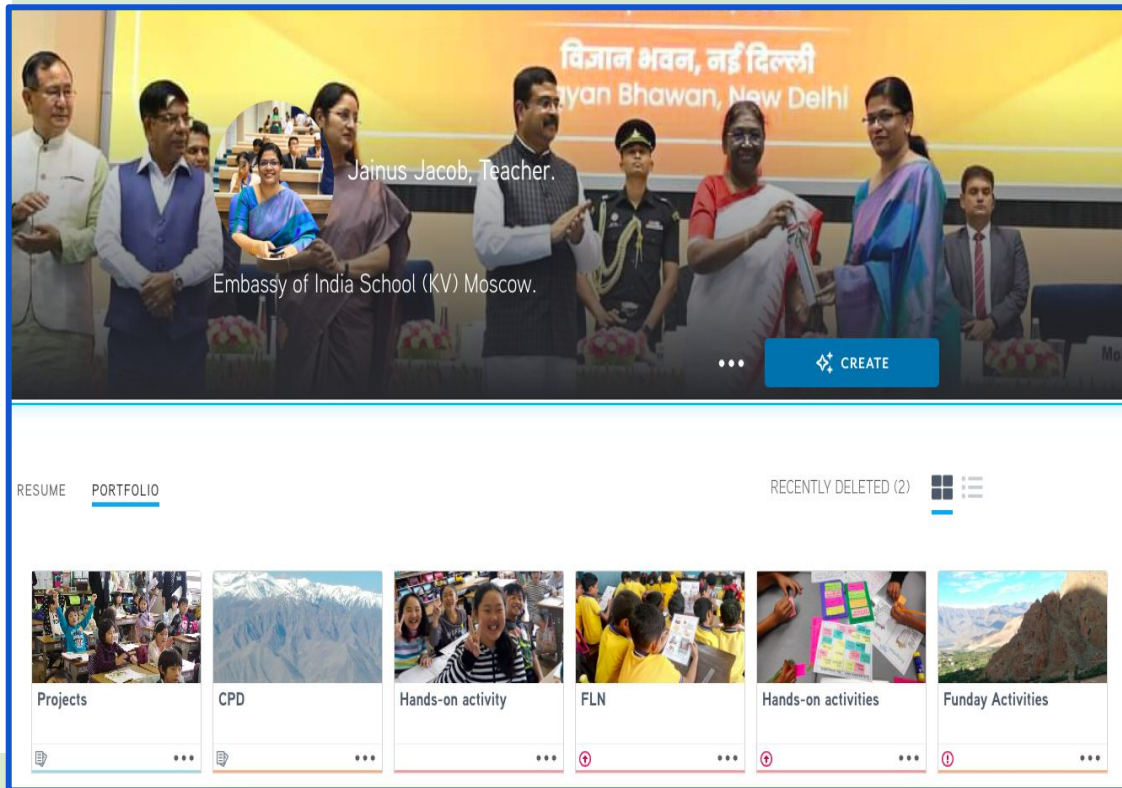 विज्ञान भवन, नई दिल्ली
yan Bhawan, New Delhi
Jainus Jacob, Teacher.
Embassy of India School (KV) Moscow.
Mo
••• CREATE
RESUME PORTFOLIO RECENTLY DELETED (2)
Projects
CPD
Hands-on activity
FLN
Hands-on activities
Funday Activities